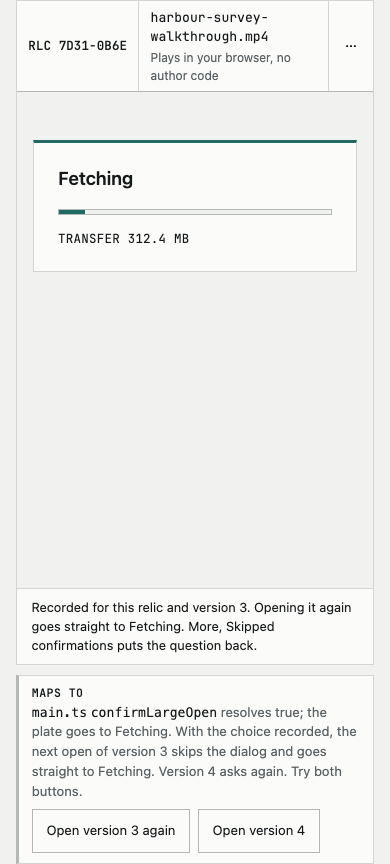 RLC 7D31-0B6E
harbour-survey-
walkthrough.mp4
Plays in your browser, no
author code
…
Fetching
TRANSFER 312.4 MB
Recorded for this relic and version 3. Opening it again
goes straight to Fetching. More, Skipped
confirmations puts the question back.
MAPS TO
main.ts confirmLargeOpen resolves true; the
plate goes to Fetching. With the choice recorded, the
next open of version 3 skips the dialog and goes
straight to Fetching. Version 4 asks again. Try both
buttons.
Open version 3 again
Open version 4